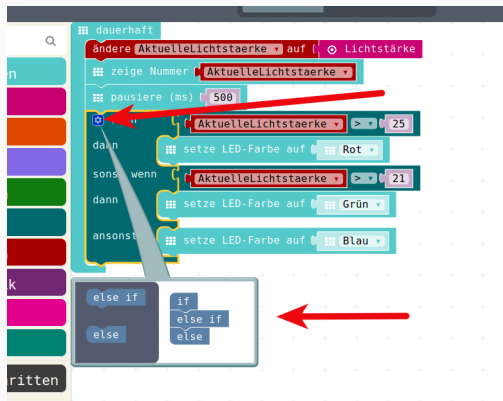 dauerhaft
ändere AktuelleLichtstaerke auf Lichtstärke
en
zeige Nummer AktuelleLichtstaerke
pausiere (ms) 500
AktuelleLichtstaerke > 25
dann
setze LED-Farbe auf Rot
sonst wenn
AktuelleLichtstaerke > 21
dann
setze LED-Farbe auf Grün
ansonst
setze LED-Farbe auf Blau
k
else if
if
else if
else
else
ritten